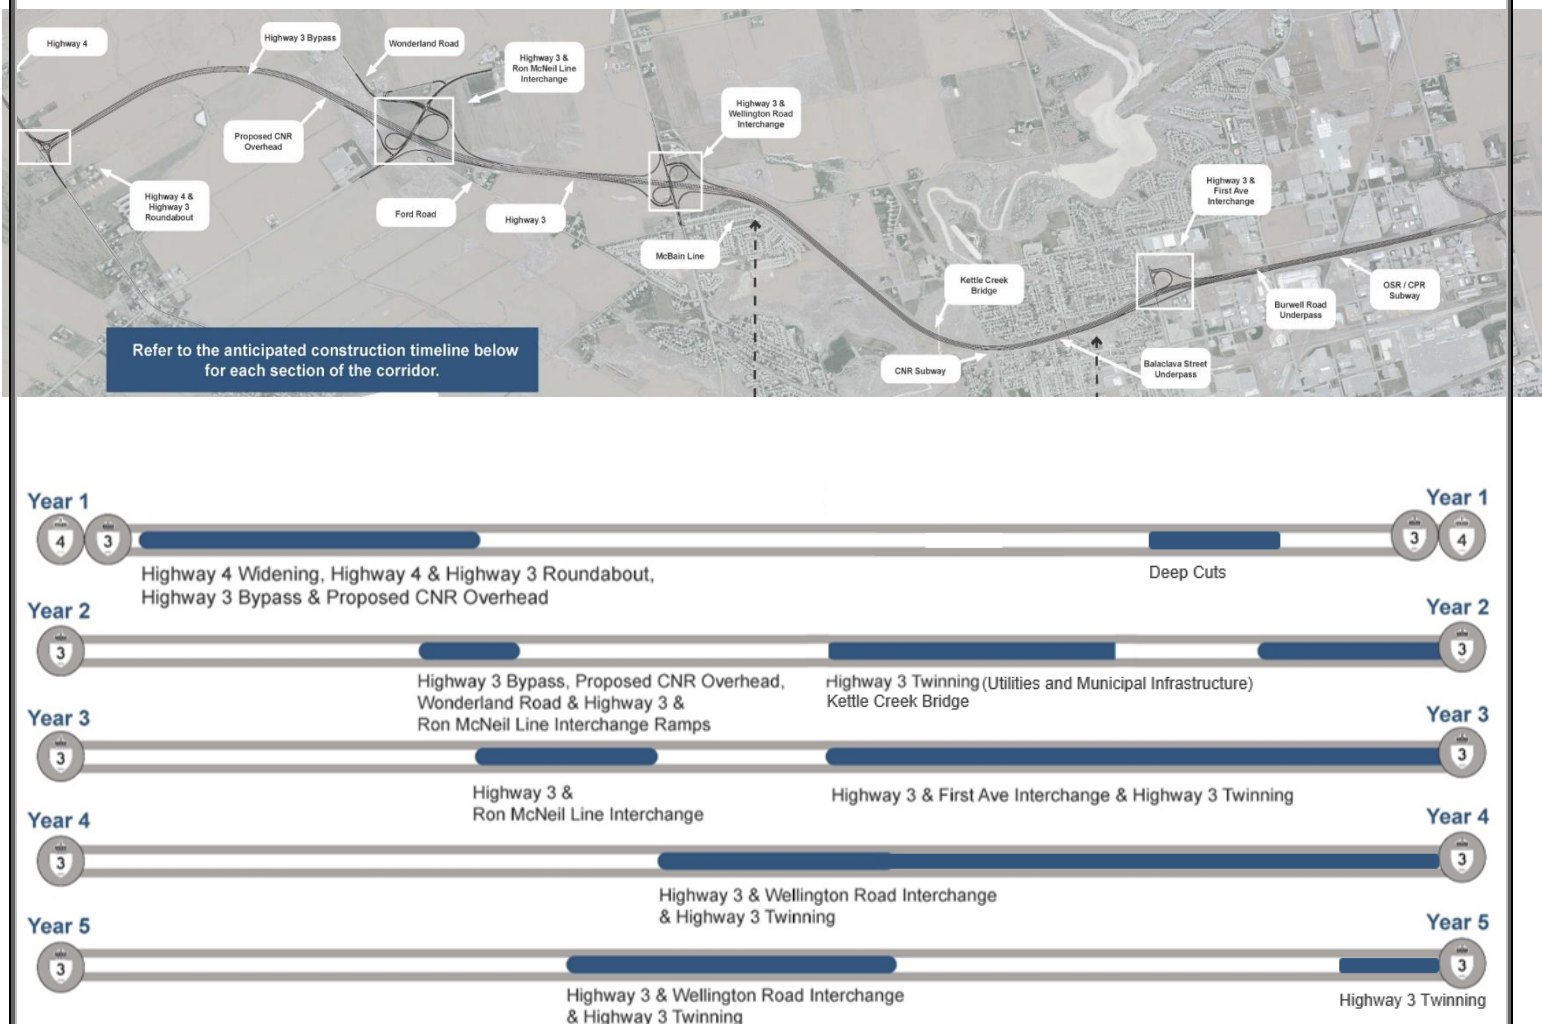 Highway 4
Highway 3 Bypass
Wonderland Road
Highway 3 &
Ron McNeil Line
Interchange
Proposed CNR
Overhead
Highway 3 &
Wellington Road
Interchange
Highway 4 &
Highway 3
Roundabout
Ford Road
Highway 3
McBain Line
Highway 3 &
First Ave
Interchange
Kettle Creek
Bridge
OSR / CPR
Subway
Burwell Road
Underpass
CNR Subway
Balaclava Street
Underpass
Refer to the anticipated construction timeline below
for each section of the corridor.
Year 1
Year 1
4
3
3
4
Highway 4 Widening, Highway 4 & Highway 3 Roundabout,
Highway 3 Bypass & Proposed CNR Overhead
Deep Cuts
Year 2
Year 2
3
3
Highway 3 Bypass, Proposed CNR Overhead,
Wonderland Road & Highway 3 &
Ron McNeil Line Interchange Ramps
Highway 3 Twinning (Utilities and Municipal Infrastructure)
Kettle Creek Bridge
Year 3
Year 3
3
3
Highway 3 &
Ron McNeil Line Interchange
Highway 3 & First Ave Interchange & Highway 3 Twinning
Year 4
Year 4
3
3
Highway 3 & Wellington Road Interchange
& Highway 3 Twinning
Year 5
Year 5
3
3
Highway 3 & Wellington Road Interchange
& Highway 3 Twinning
Highway 3 Twinning